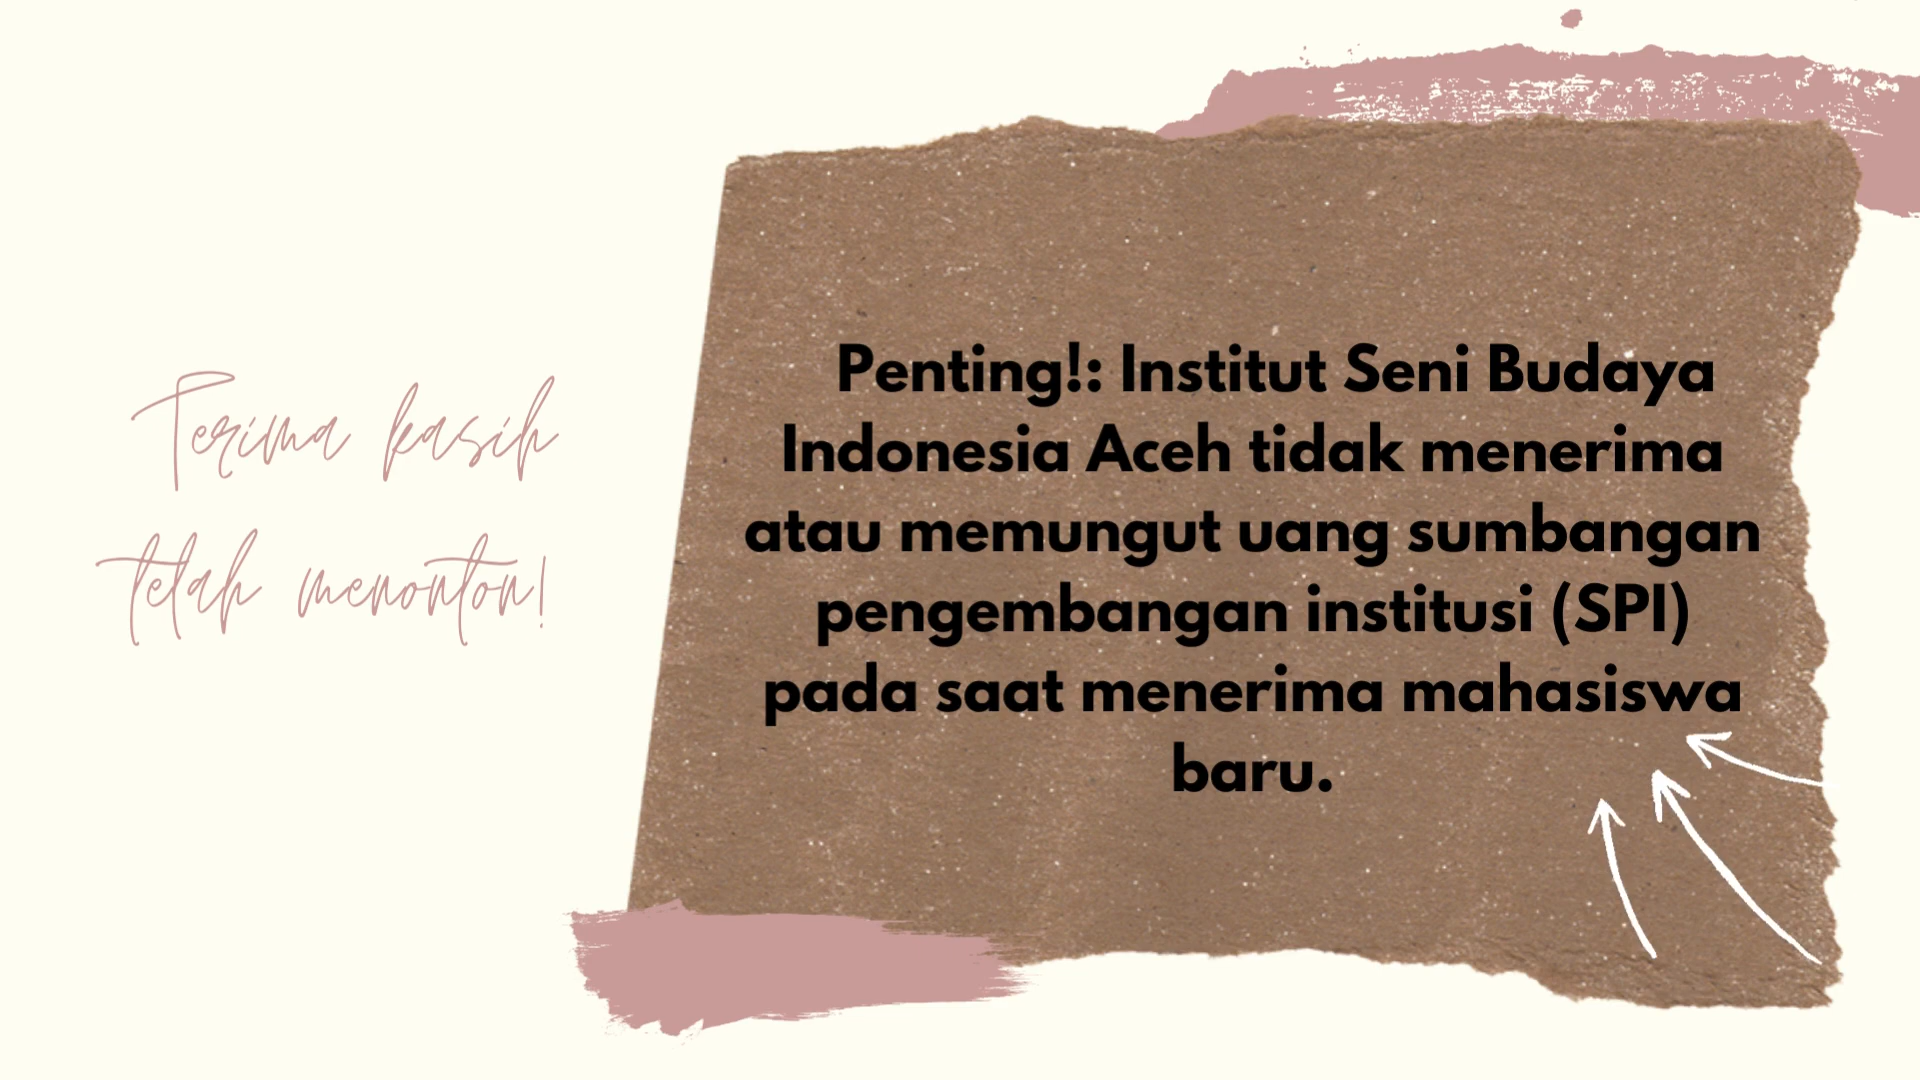 Terima kasih
telah menonton!
Penting!: Institut Seni Budaya
Indonesia Aceh tidak menerima
atau memungut uang sumbangan
pengembangan institusi (SPI)
pada saat menerima mahasiswa
baru.